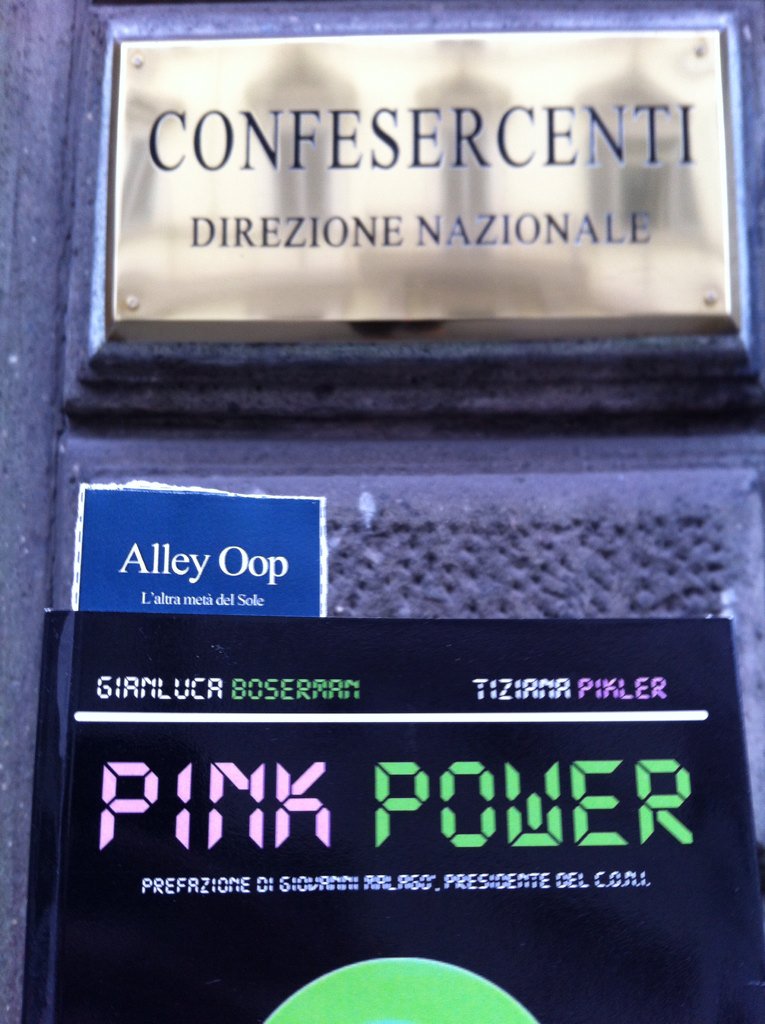 CONFESERCENTI
DIREZIONE NAZIONALE
Alley Oop
L'altra metà del Sole
GIANLUCA BOSERMAN TIZIANA PIKLER
PINK POWER
PREFAZIONE DI GIOVANNI MALAGO', PRESIDENTE DEL C.O.N.I.